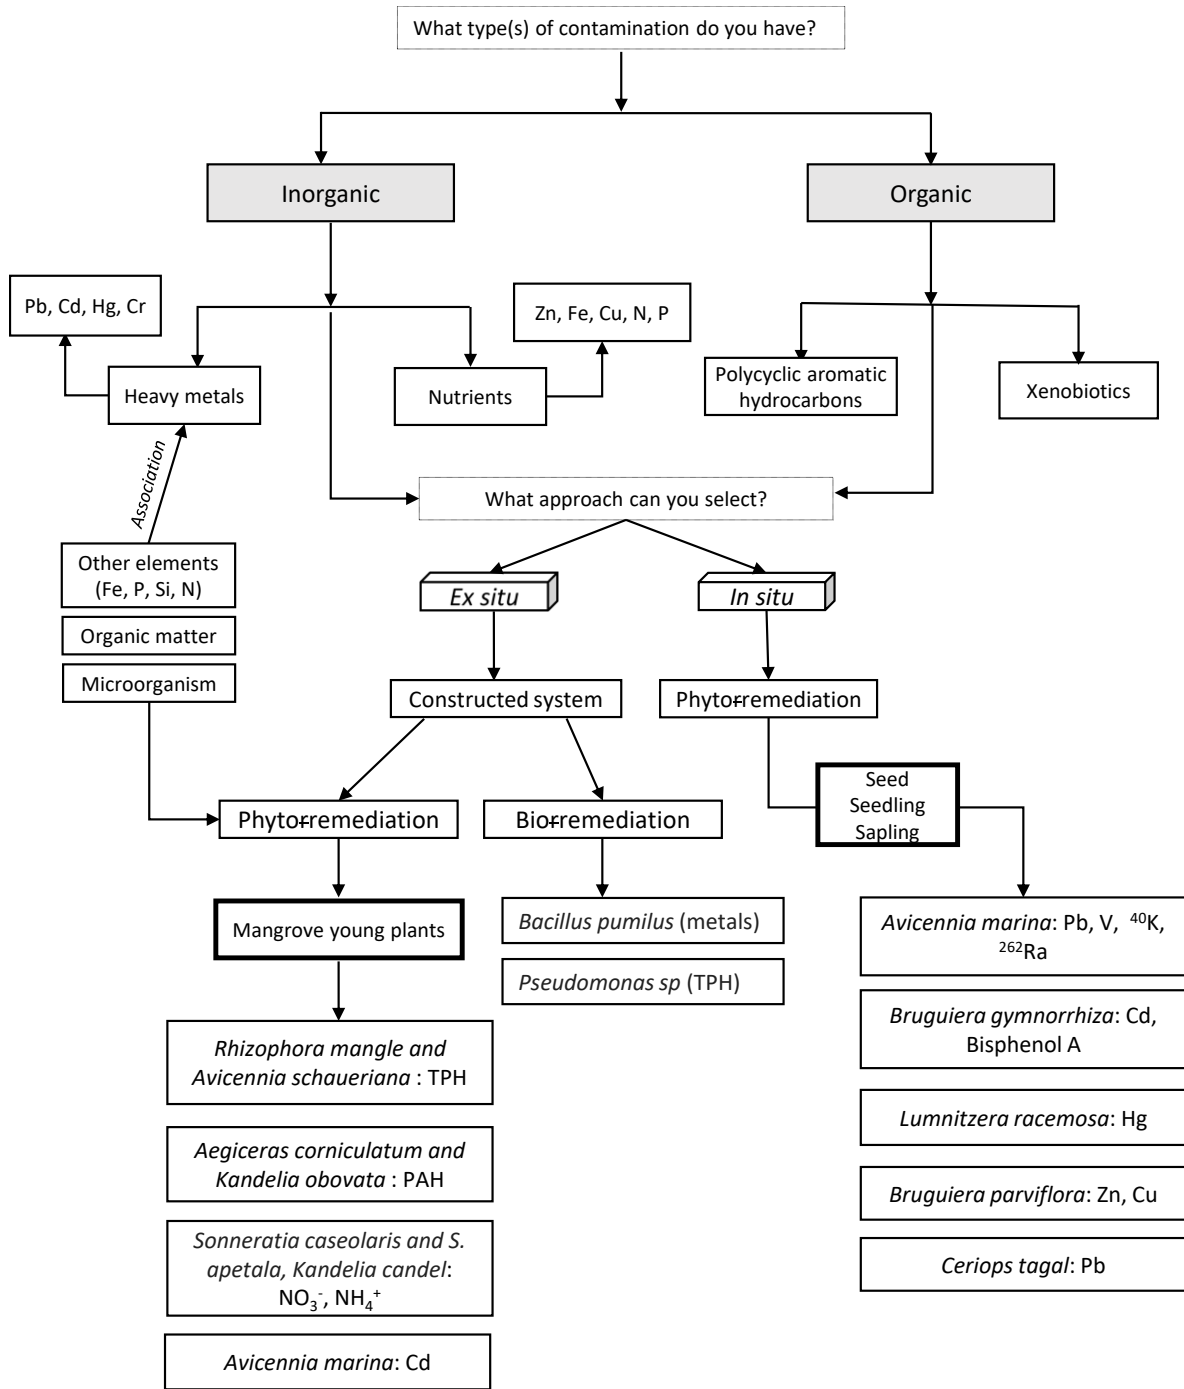 What type(s) of contamination do you have?
Inorganic
Organic
Pb, Cd, Hg, Cr
Zn, Fe, Cu, N, P
Heavy metals
Nutrients
Polycyclic aromatic
hydrocarbons
Xenobiotics
Association
What approach can you select?
Other elements
(Fe, P, Si, N)
Organic matter
Microorganism
Ex situ
In situ
Constructed system
Phyto-remediation
Phyto-remediation
Bio-remediation
Seed
Seedling
Sapling
Mangrove young plants
Bacillus pumilus (metals)
Pseudomonas sp (TPH)
Rhizophora mangle and
Avicennia schaueriana : TPH
Aegiceras corniculatum and
Kandelia obovata : PAH
Sonneratia caseolaris and S.
apetala, Kandelia candel:
NO₃⁻, NH₄⁺
Avicennia marina: Cd
Avicennia marina: Pb, V, ⁴⁰K,
²⁶²Ra
Bruguiera gymnorrhiza: Cd,
Bisphenol A
Lumnitzera racemosa: Hg
Bruguiera parviflora: Zn, Cu
Ceriops tagal: Pb